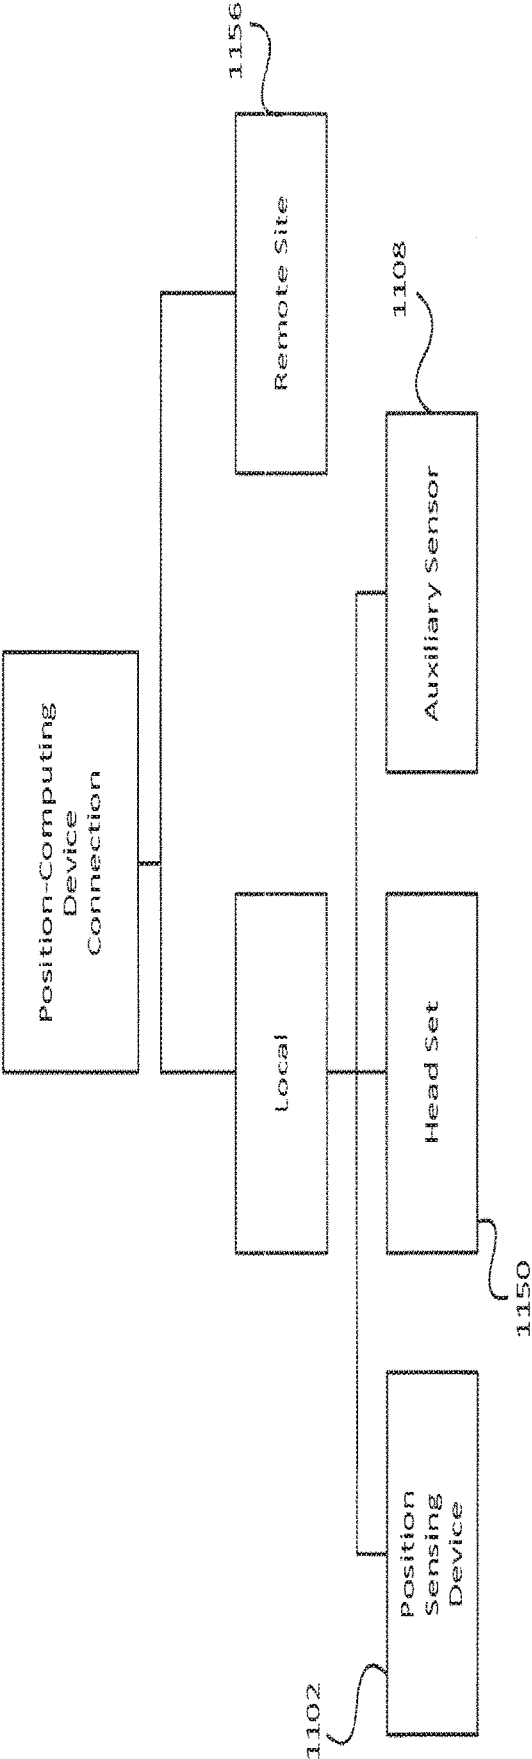 Position-Computing
Device
Connection
Local
Remote Site
1156
Position
Sensing
Device
1102
Head Set
1150
Auxiliary Sensor
1108